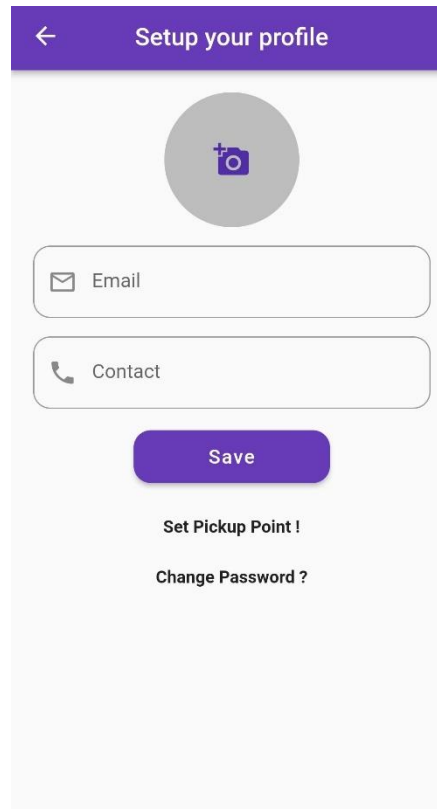 Setup your profile
Email
Contact
Save
Set Pickup Point !
Change Password ?